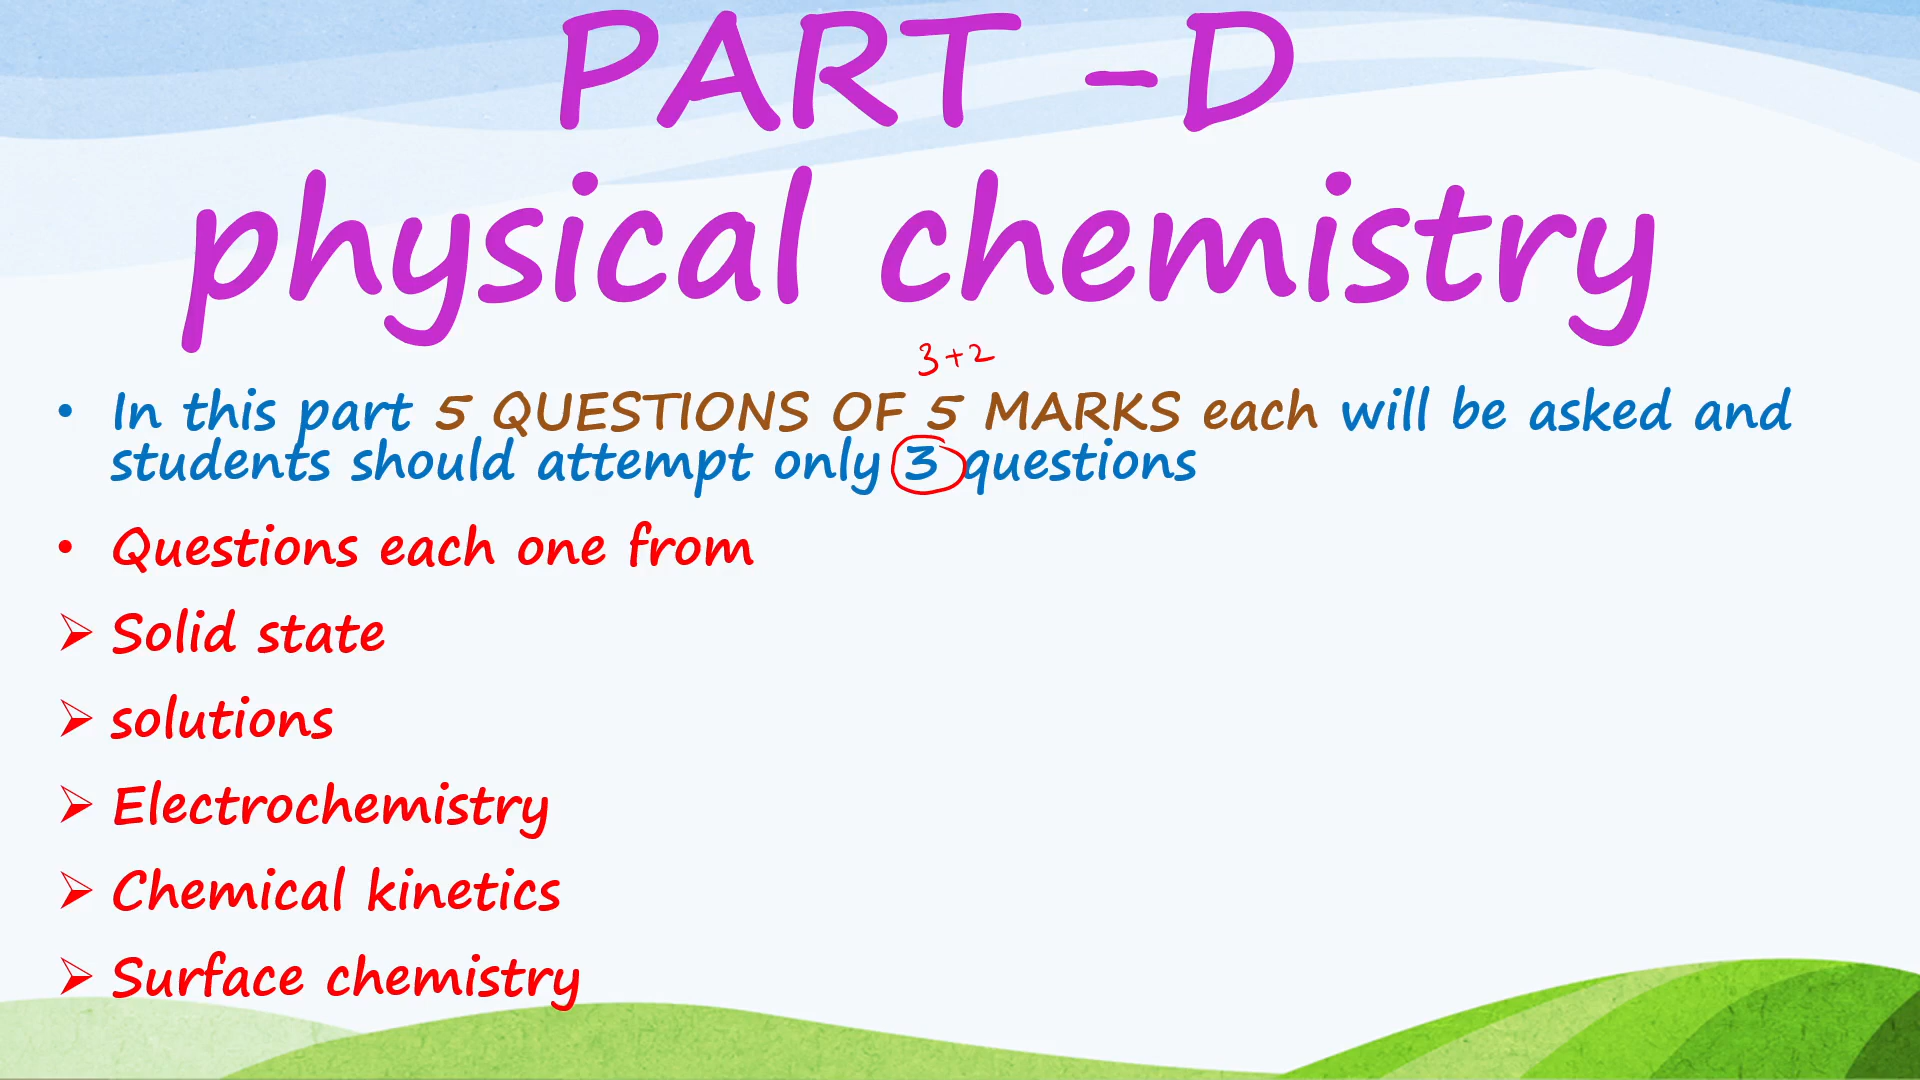 PART -D
physical chemistry
3+2
• In this part 5 QUESTIONS OF 5 MARKS each will be asked and
students should attempt only 3 questions
• Questions each one from
➢ Solid state
➢ solutions
➢ Electrochemistry
➢ Chemical kinetics
➢ Surface chemistry